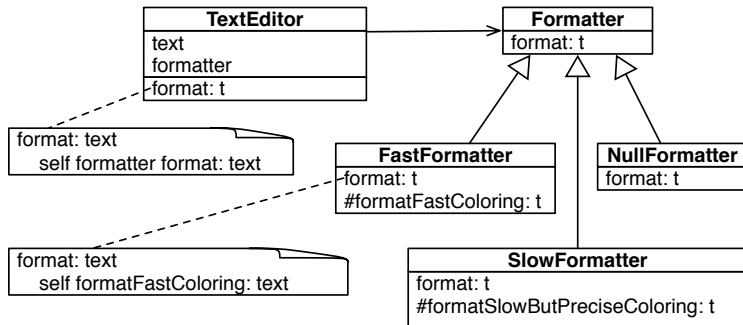 TextEditor
text
formatter
format: t
Formatter
format: t
format: text
self formatter format: text
FastFormatter
format: t
#formatFastColoring: t
NullFormatter
format: t
format: text
self formatFastColoring: text
SlowFormatter
format: t
#formatSlowButPreciseColoring: t